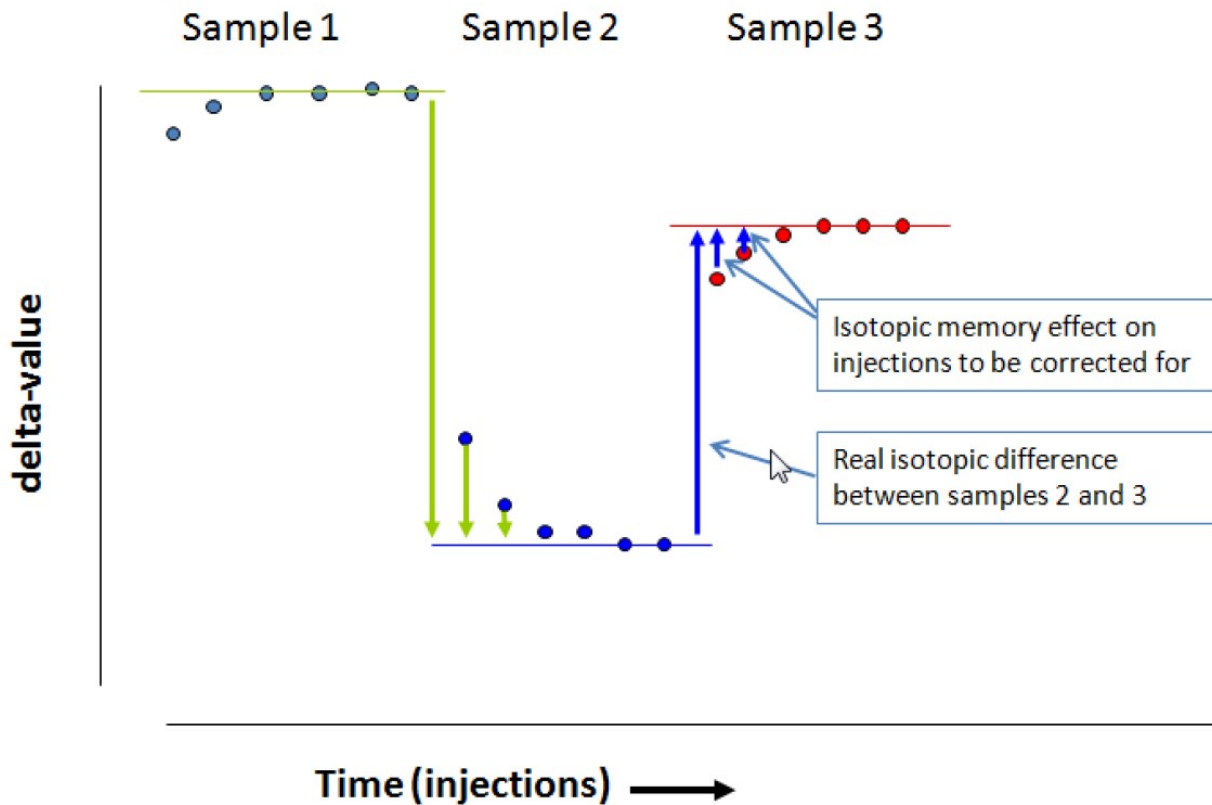 Sample 1
Sample 2
Sample 3
delta-value
Isotopic memory effect on
injections to be corrected for
Real isotopic difference
between samples 2 and 3
Time (injections)